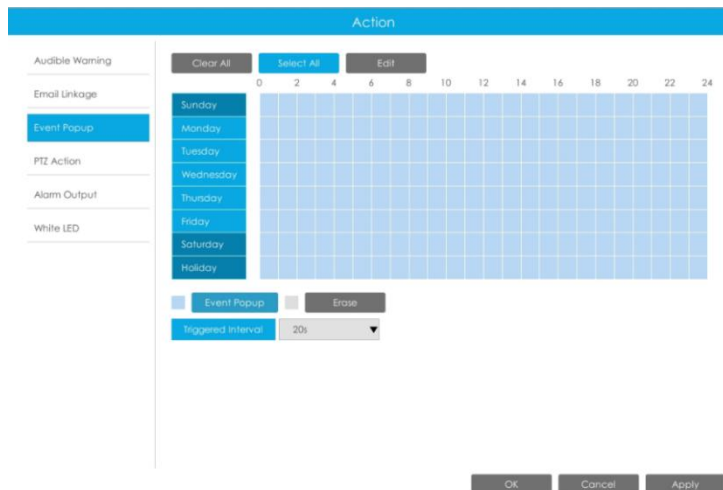 Action
Audible Warning
Email Linkage
Event Popup
PTZ Action
Alarm Output
White LED
Clear All Select All Edit
0 2 4 6 8 10 12 14 16 18 20 22 24
Sunday
Monday
Tuesday
Wednesday
Thursday
Friday
Saturday
Holiday
Event Popup Erase
Triggered Interval 20s
OK Cancel Apply